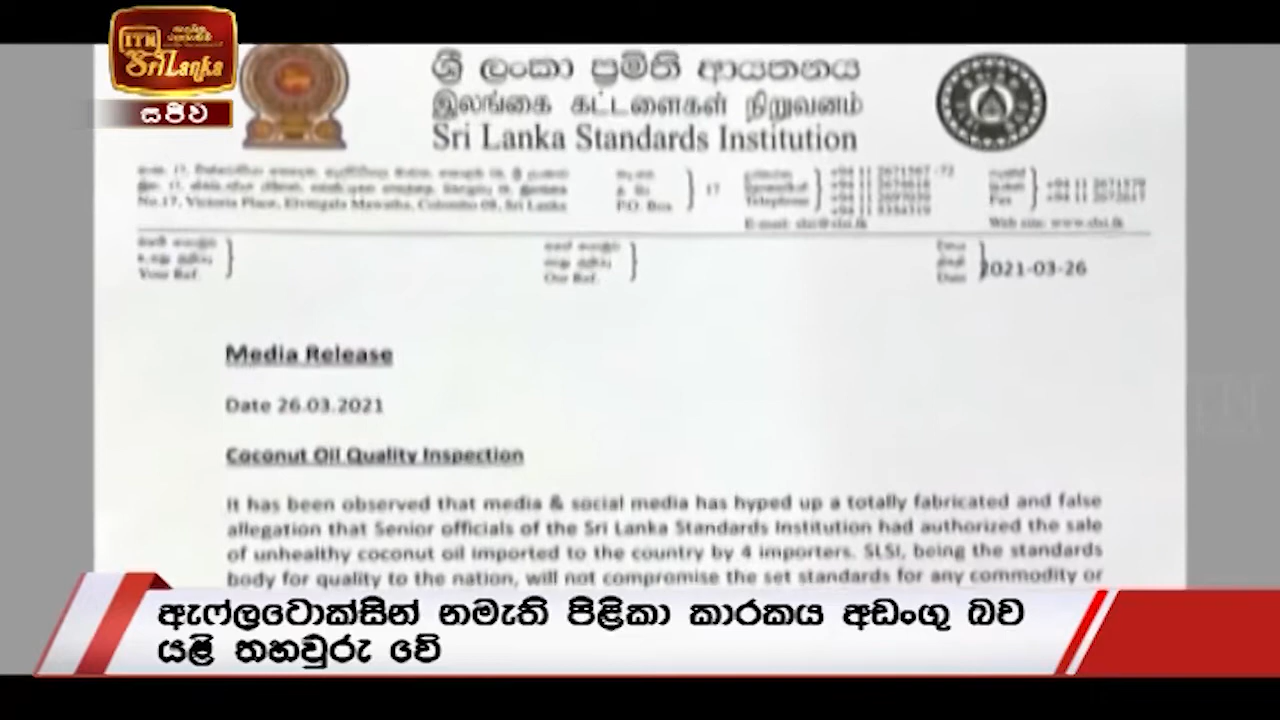 ITN
Sri Lanka
සජීව
ශ්‍රී ලංකා ප්‍රමිති ආයතනය
இலங்கை கட்டளைகள் நிறுவனம்
Sri Lanka Standards Institution
No.17, Victoria Place, Elvitigala Mawatha, Colombo 08, Sri Lanka
P.O. Box } 17
Telephone
Fax
E-mail: slsi@slsi.lk
Web site: www.slsi.lk
Your Ref.
Our Ref.
Date
2021-03-26
Media Release
Date 26.03.2021
Coconut Oil Quality Inspection
It has been observed that media & social media has hyped up a totally fabricated and false
allegation that Senior officials of the Sri Lanka Standards Institution had authorized the sale
of unhealthy coconut oil imported to the country by 4 importers. SLSI, being the standards
body for quality to the nation, will not compromise the set standards for any commodity or
ඇෆ්ලටොක්සින් නමැති පිළිකා කාරකය අඩංගු බව
යළි තහවුරු වේ